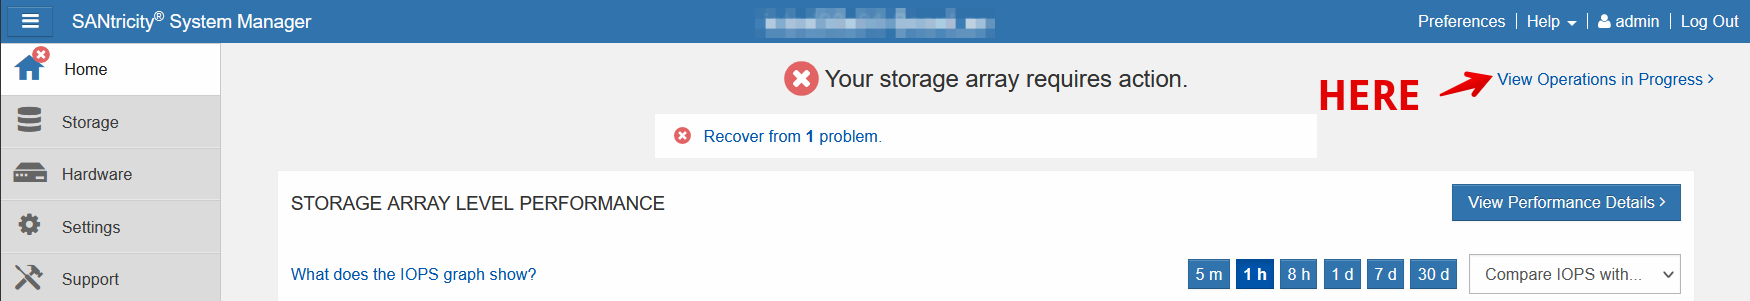 SANtricity® System Manager
Preferences | Help | admin | Log Out
Home
Your storage array requires action.
HERE
View Operations in Progress >
Storage
Recover from 1 problem.
Hardware
STORAGE ARRAY LEVEL PERFORMANCE
View Performance Details >
Settings
What does the IOPS graph show?
5 m 1 h 8 h 1 d 7 d 30 d Compare IOPS with...
Support